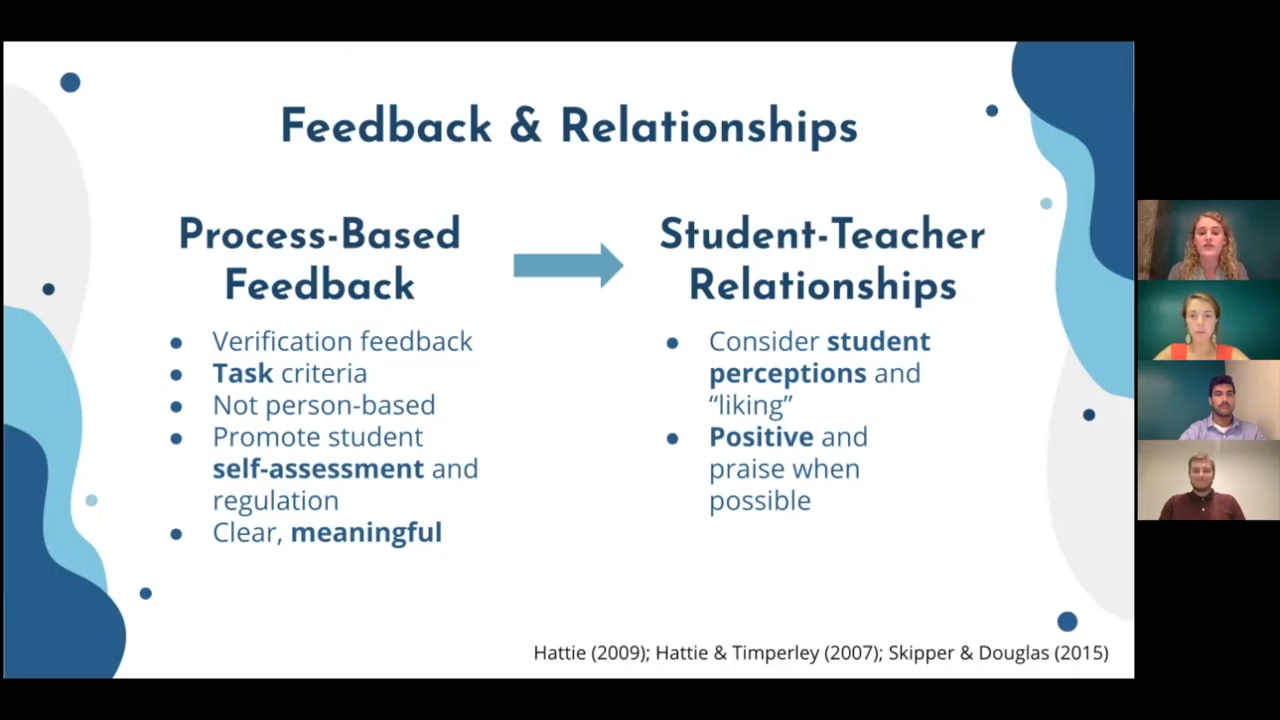 Feedback & Relationships
Process-Based
Feedback
● Verification feedback
● Task criteria
● Not person-based
● Promote student
self-assessment and
regulation
● Clear, meaningful
Student-Teacher
Relationships
● Consider student
perceptions and
“liking”
● Positive and
praise when
possible
Hattie (2009); Hattie & Timperley (2007); Skipper & Douglas (2015)